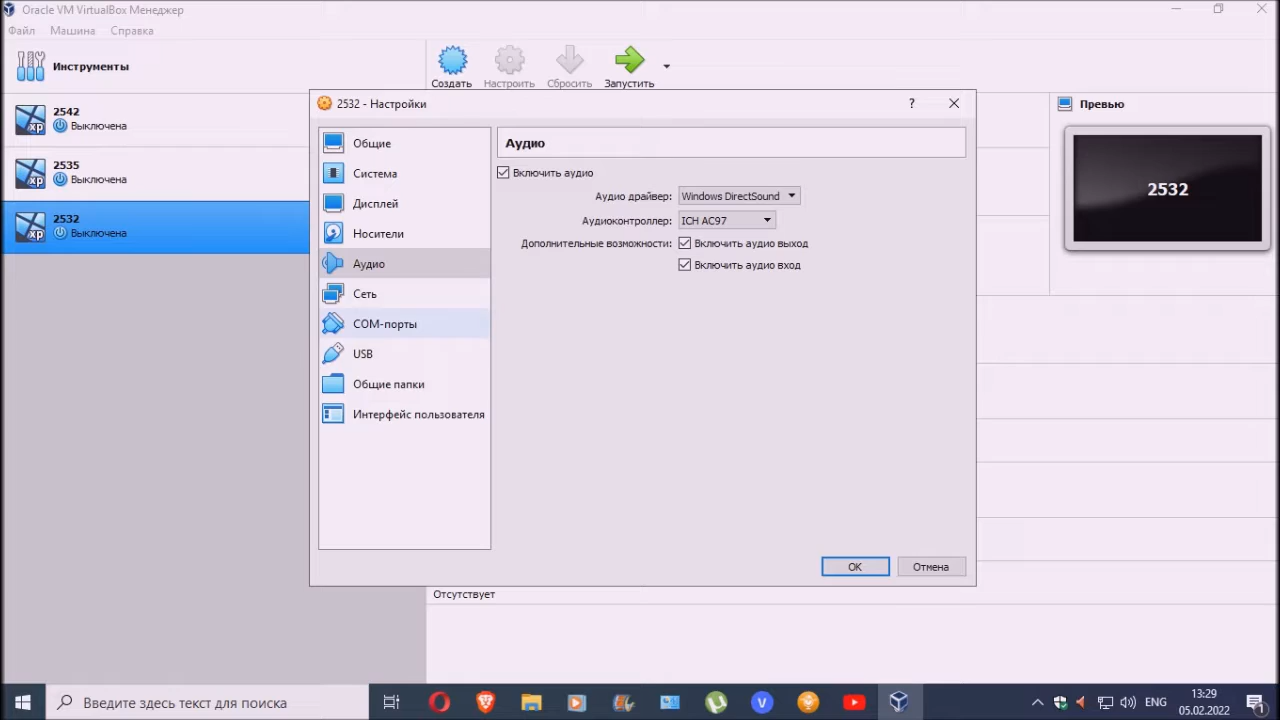 Oracle VM VirtualBox Менеджер
Файл Машина Справка
Инструменты
Создать Настроить Сбросить Запустить
2542
Выключена
2535
Выключена
2532
Выключена
Превью
2532
2532 - Настройки
?
Общие
Система
Дисплей
Носители
Аудио
Сеть
COM-порты
USB
Общие папки
Интерфейс пользователя
Аудио
Включить аудио
Аудио драйвер: Windows DirectSound
Аудиоконтроллер: ICH AC97
Дополнительные возможности: Включить аудио выход
Включить аудио вход
OK Отмена
Отсутствует
Введите здесь текст для поиска
ENG
13:29
05.02.2022
1